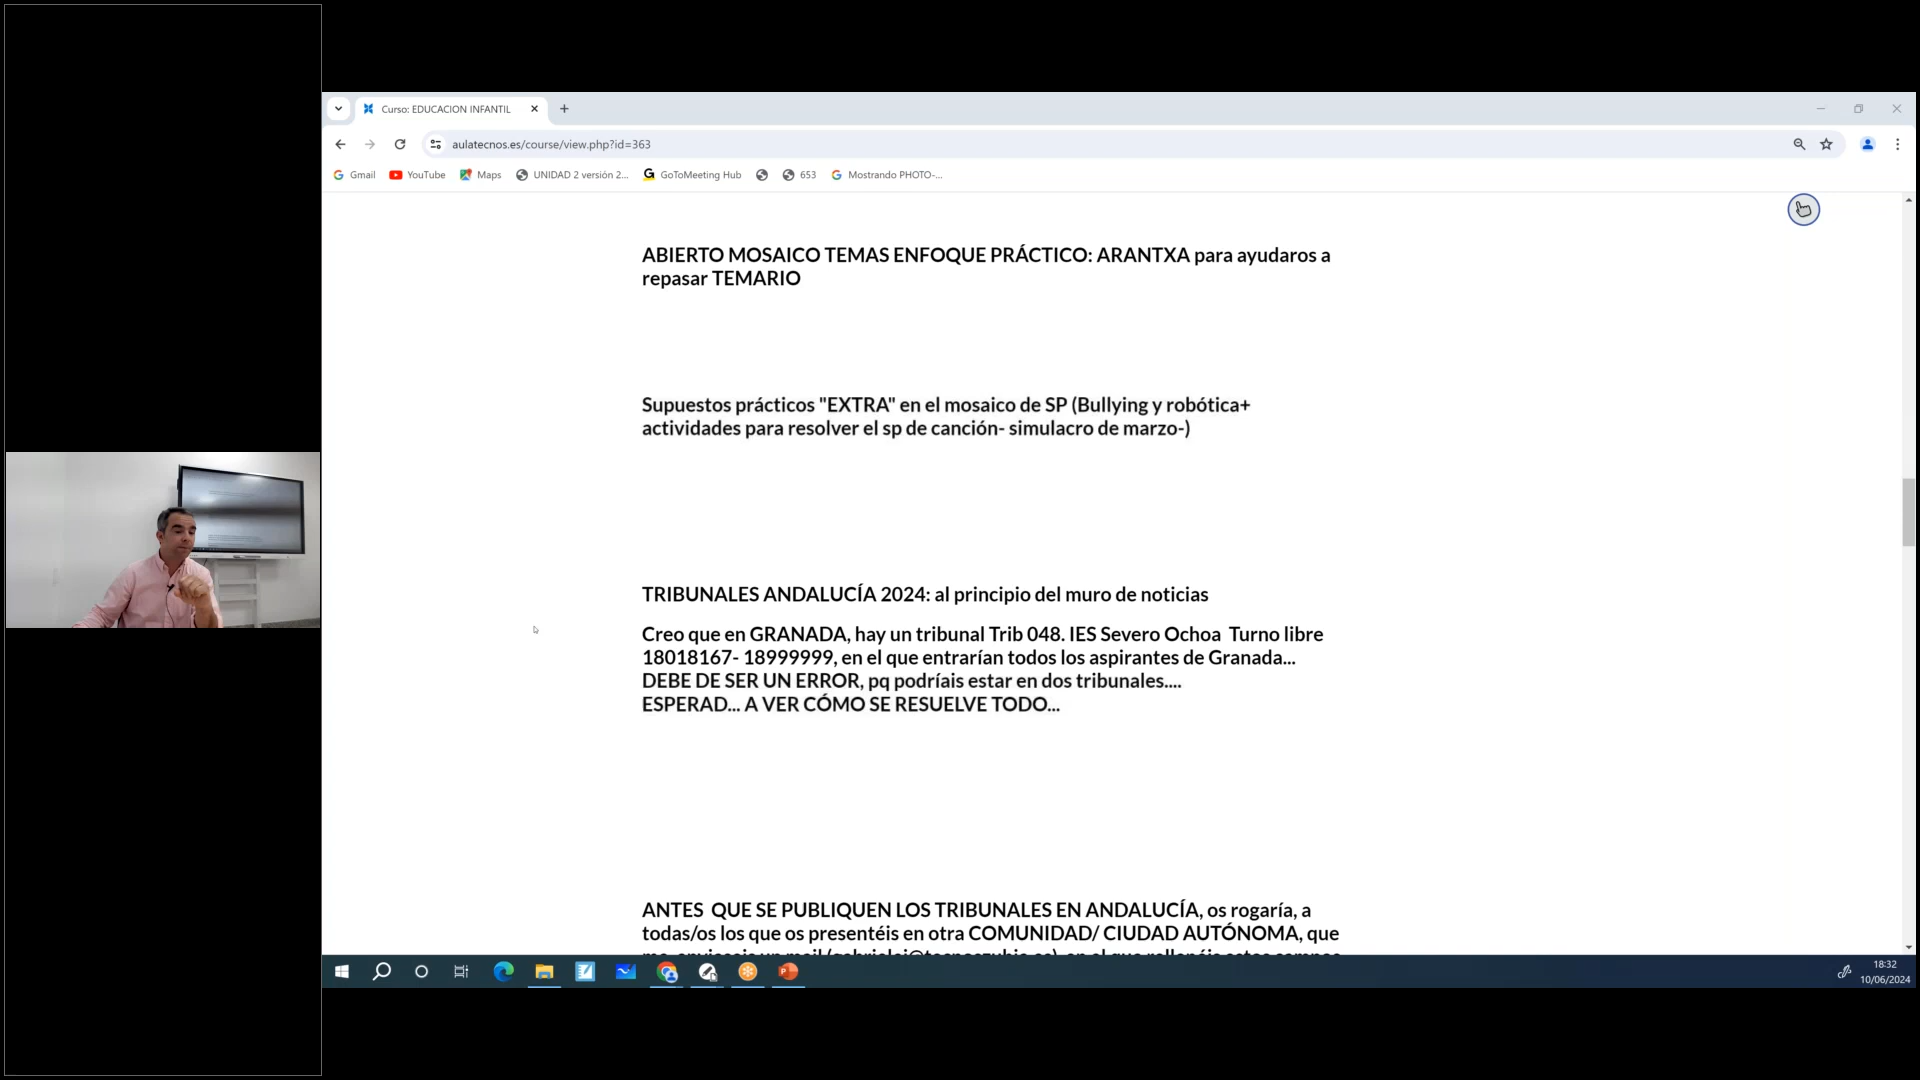 Curso: EDUCACION INFANTIL
aulatecnos.es/course/view.php?id=363
Gmail
YouTube
Maps
UNIDAD 2 versión 2...
GoToMeeting Hub
653
Mostrando PHOTO-...
ABIERTO MOSAICO TEMAS ENFOQUE PRÁCTICO: ARANTXA para ayudaros a
repasar TEMARIO
Supuestos prácticos "EXTRA" en el mosaico de SP (Bullying y robótica+
actividades para resolver el sp de canción- simulacro de marzo-)
TRIBUNALES ANDALUCÍA 2024: al principio del muro de noticias
Creo que en GRANADA, hay un tribunal Trib 048. IES Severo Ochoa Turno libre
18018167- 18999999, en el que entrarían todos los aspirantes de Granada...
DEBE DE SER UN ERROR, pq podríais estar en dos tribunales....
ESPERAD... A VER CÓMO SE RESUELVE TODO...
ANTES QUE SE PUBLIQUEN LOS TRIBUNALES EN ANDALUCÍA, os rogaría, a
todas/os los que os presentéis en otra COMUNIDAD/ CIUDAD AUTÓNOMA, que
18:32
10/06/2024